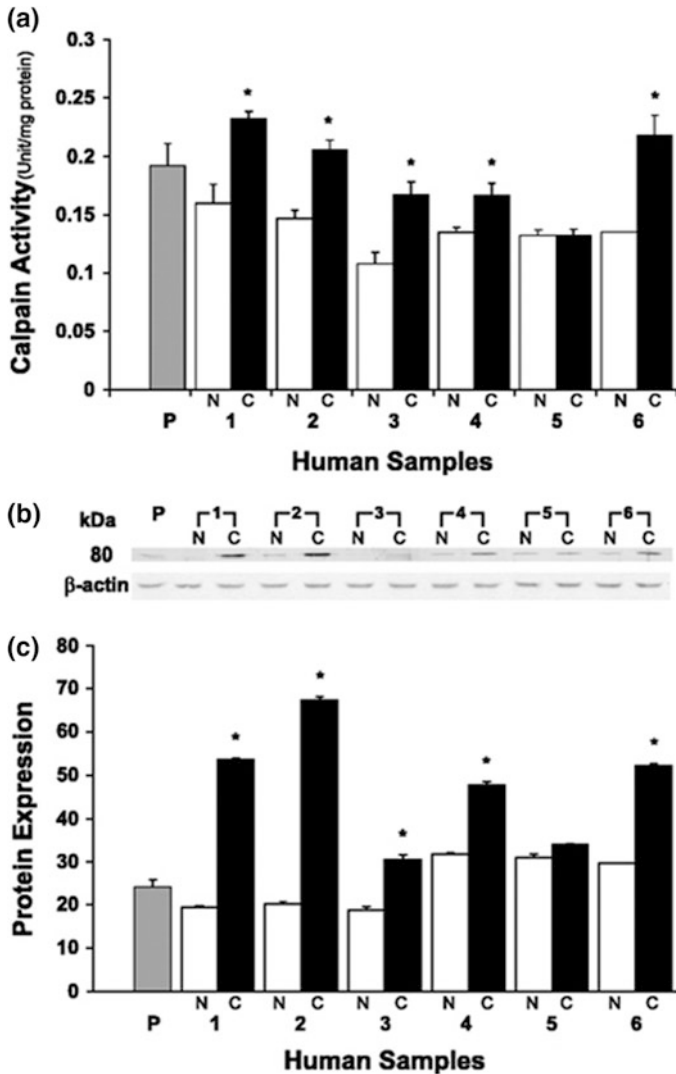 (a)
Calpain Activity (Unit/mg protein)
0.3
0.25
0.2
0.15
0.1
0.05
0
* * * * *
N C N C N C N C N C N C
P 1 2 3 4 5 6
Human Samples
(b)
kDa P 1 2 3 4 5 6
N C N C N C N C N C N C
80
β-actin
(c)
Protein Expression
80
70
60
50
40
30
20
10
0
* * * * *
N C N C N C N C N C N C
P 1 2 3 4 5 6
Human Samples